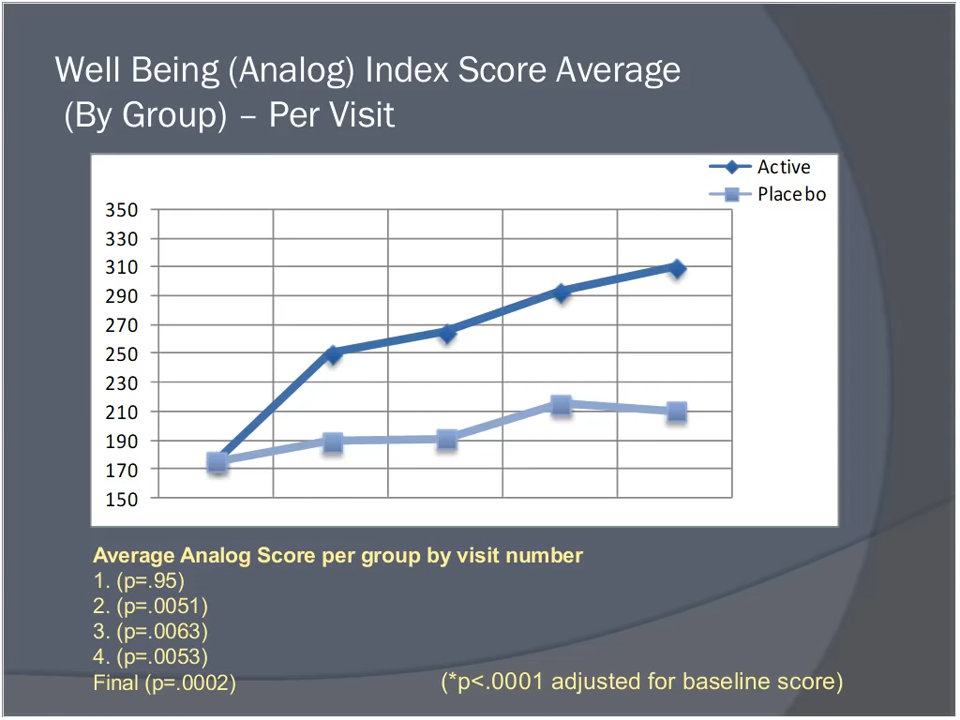 Well Being (Analog) Index Score Average
(By Group) – Per Visit
Active
Placebo
350
330
310
290
270
250
230
210
190
170
150
Average Analog Score per group by visit number
1. (p=.95)
2. (p=.0051)
3. (p=.0063)
4. (p=.0053)
Final (p=.0002)
(*p<.0001 adjusted for baseline score)